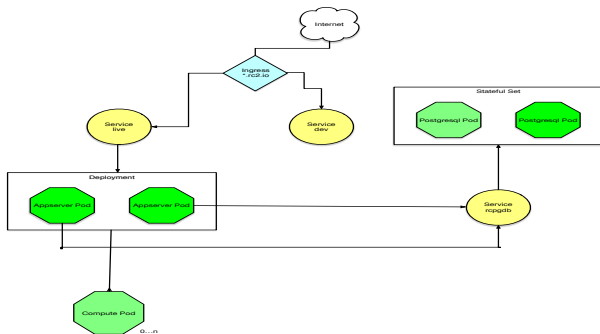 Internet
Ingress
*.rc2.io
Stateful Set
Service
live
Service
dev
Postgresql Pod
Postgresql Pod
Deployment
Appserver Pod
Appserver Pod
Service
rcpgdb
Compute Pod
0...n